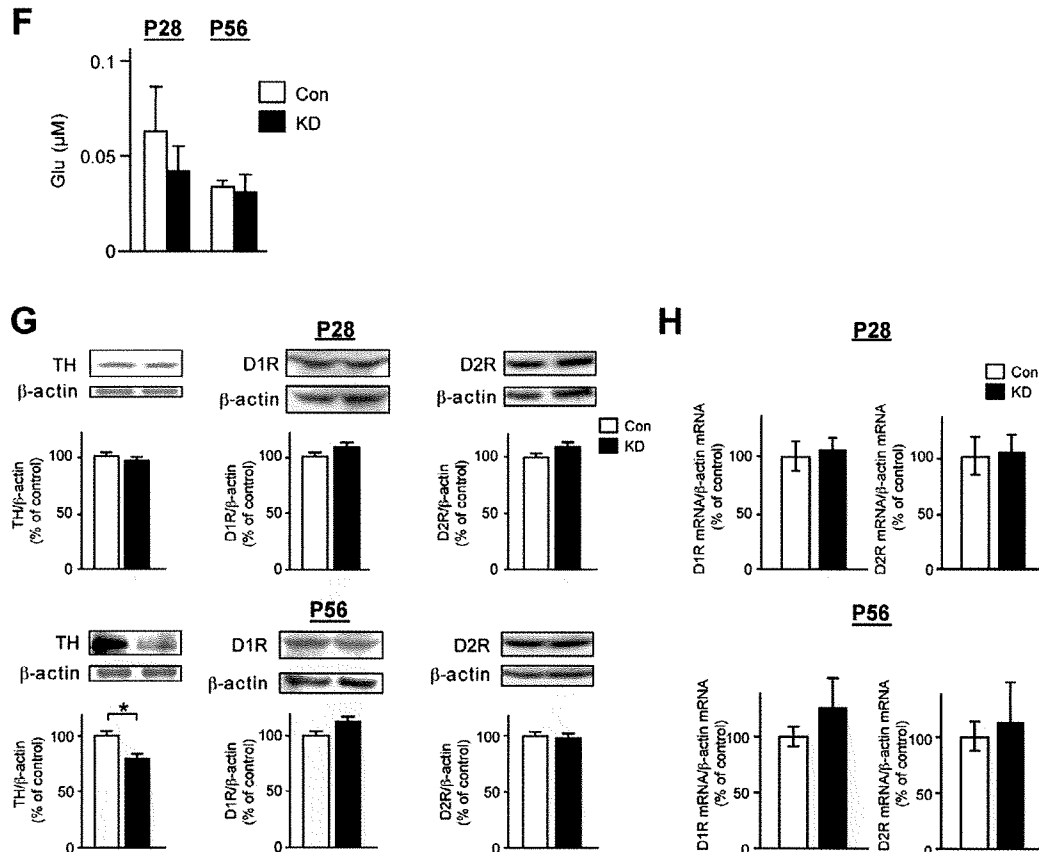 F
P28 P56
0.1
0.05
0
Glu (μM)
Con
KD
G
P28
TH
β-actin
D1R
β-actin
D2R
β-actin
Con
KD
100
50
0
TH/β-actin
(% of control)
100
50
0
D1R/β-actin
(% of control)
100
50
0
D2R/β-actin
(% of control)
P56
TH
β-actin
D1R
β-actin
D2R
β-actin
*
100
50
0
TH/β-actin
(% of control)
100
50
0
D1R/β-actin
(% of control)
100
50
0
D2R/β-actin
(% of control)
H
P28
Con
KD
100
50
0
D1R mRNA/β-actin mRNA
(% of control)
100
50
0
D2R mRNA/β-actin mRNA
(% of control)
P56
100
50
0
D1R mRNA/β-actin mRNA
(% of control)
100
50
0
D2R mRNA/β-actin mRNA
(% of control)